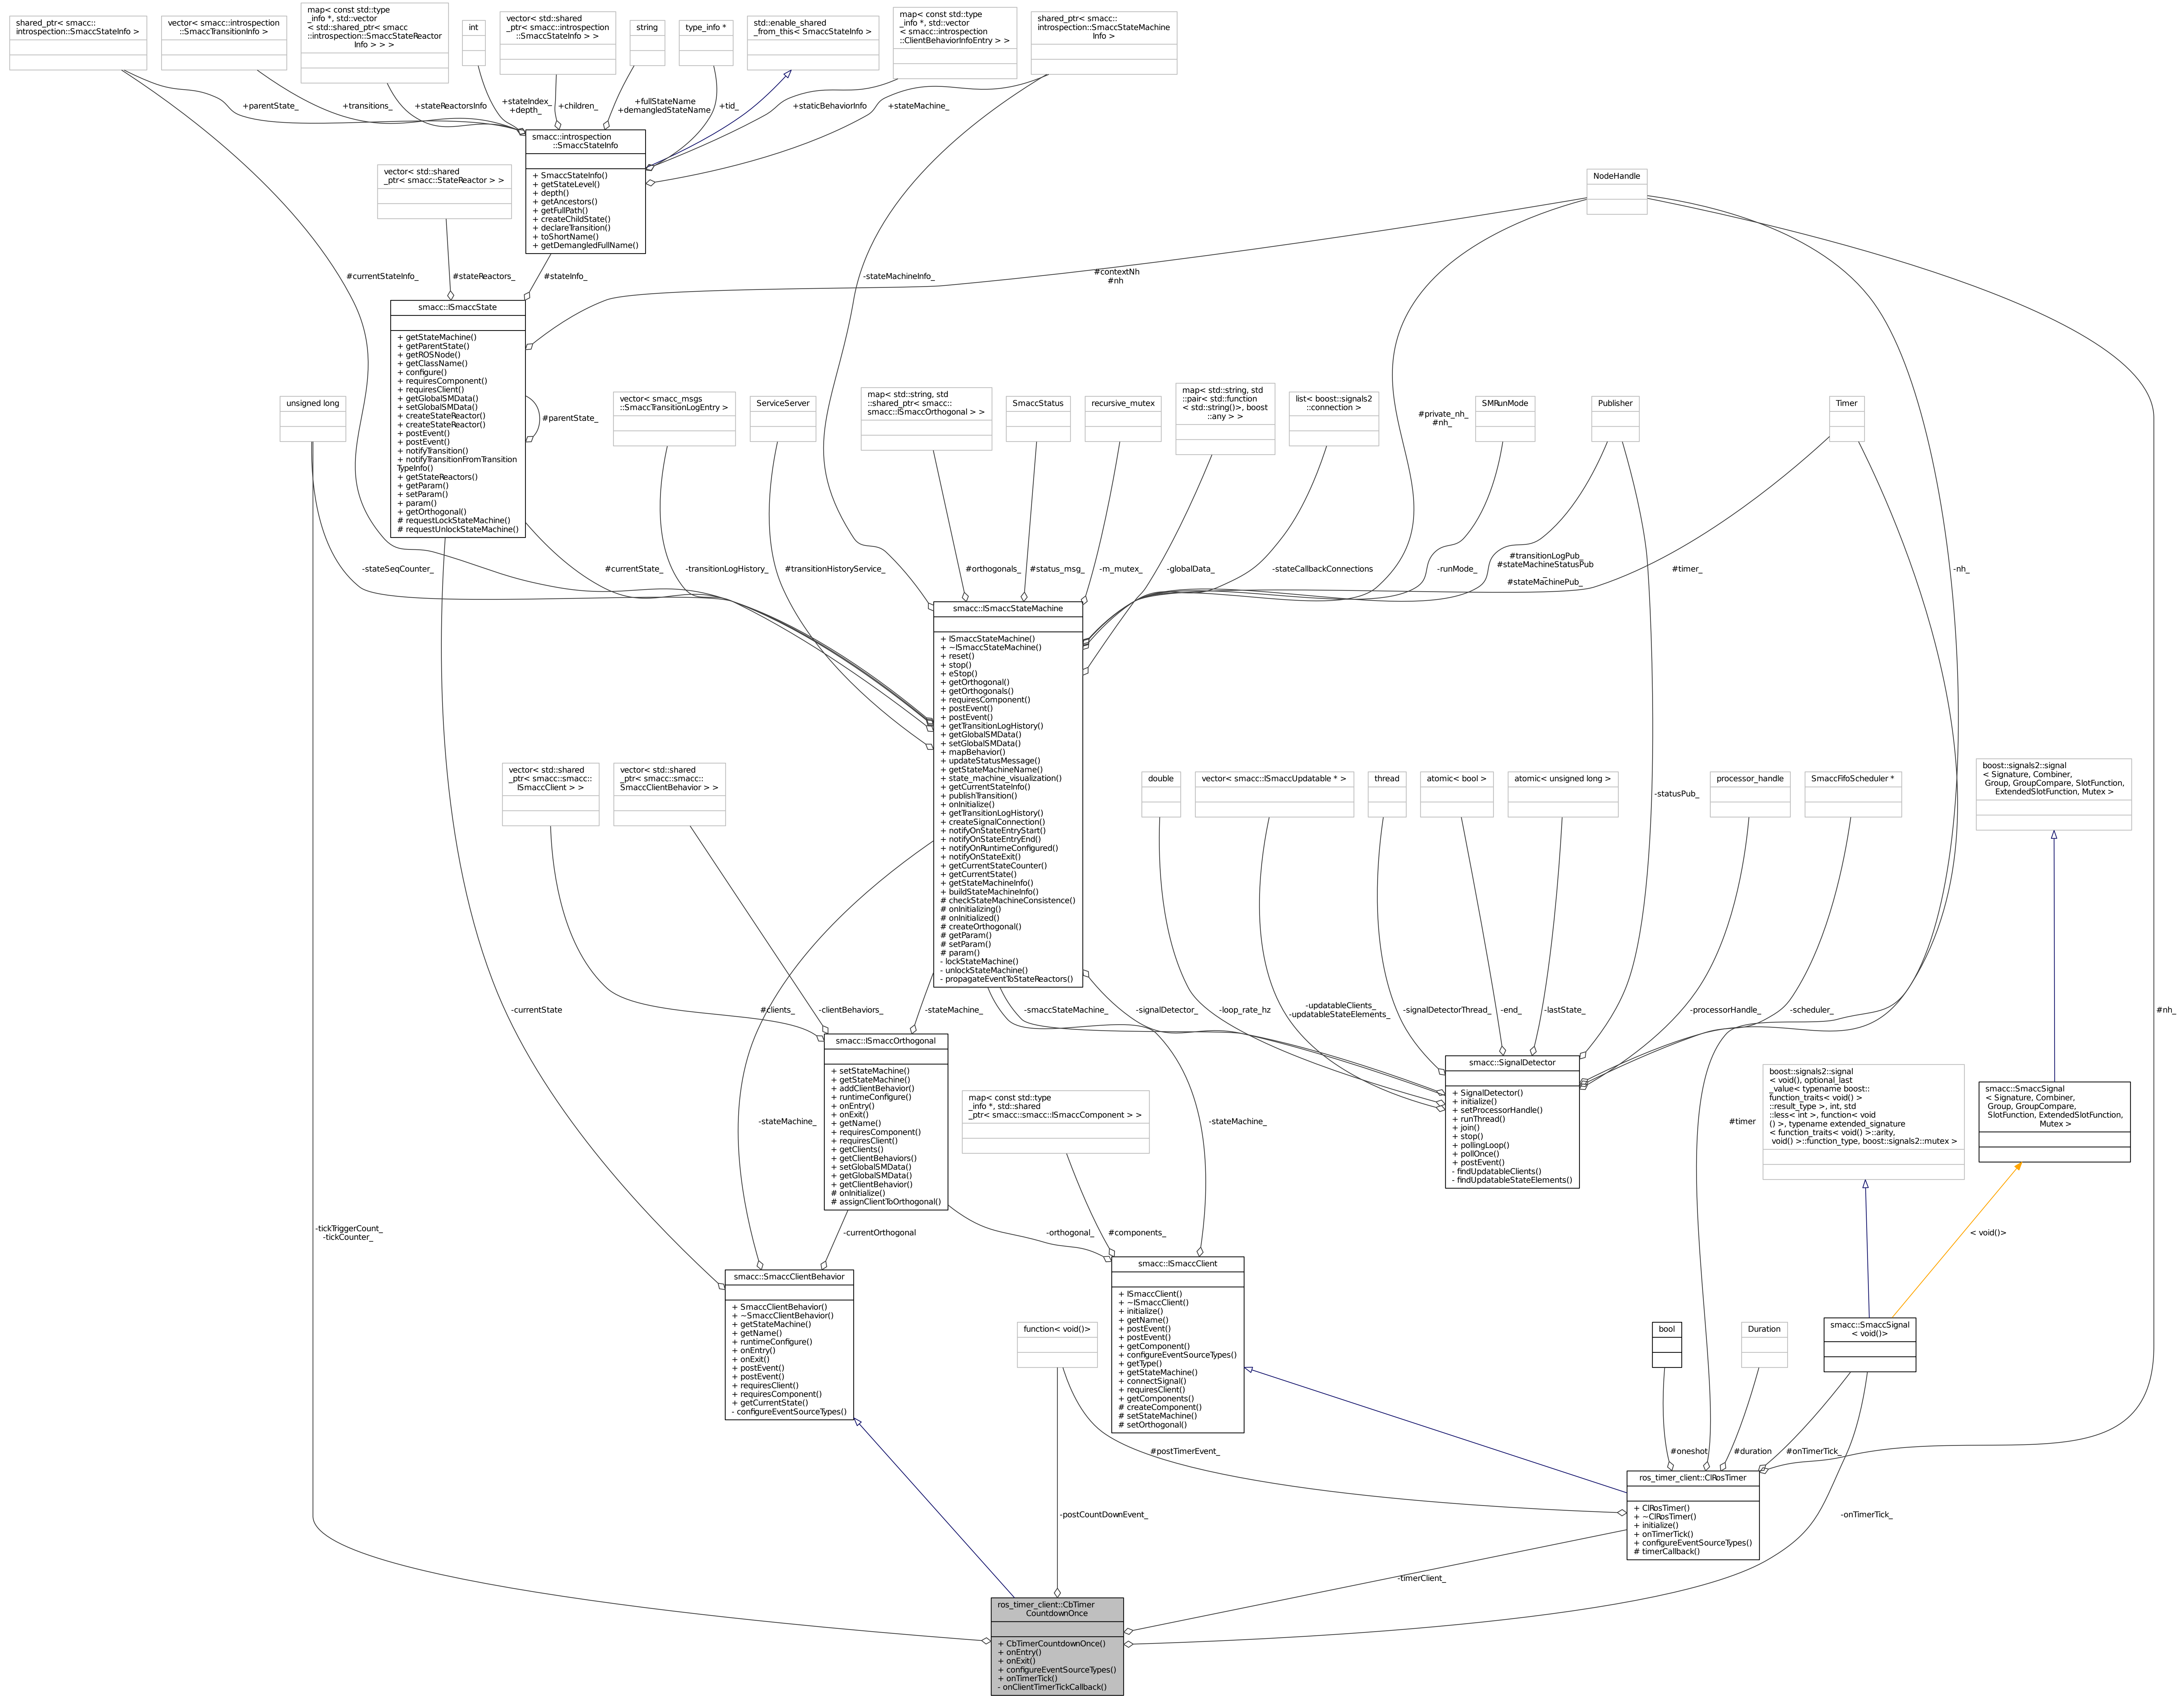 shared_ptr< smacc::
introspection::SmaccStateInfo >
vector< smacc::introspection
::SmaccTransitionInfo >
map< const std::type
_info *, std::vector
< std::shared_ptr< smacc
::introspection::SmaccStateReactor
Info > > >
int
vector< std::shared
_ptr< smacc::introspection
::SmaccStateInfo > >
string
type_info *
std::enable_shared
_from_this< SmaccStateInfo >
map< const std::type
_info *, std::vector
< smacc::introspection
::ClientBehaviorInfoEntry > >
shared_ptr< smacc::
introspection::SmaccStateMachine
Info >
+parentState_
+transitions_
+stateReactorsInfo
+stateIndex_
+depth_
+children_
+fullStateName
+demangledStateName
+tid_
+staticBehaviorInfo
+stateMachine_
smacc::introspection
::SmaccStateInfo
+ SmaccStateInfo()
+ getStateLevel()
+ depth()
+ getAncestors()
+ getFullPath()
+ createChildState()
+ declareTransition()
+ toShortName()
+ getDemangledFullName()
vector< std::shared
_ptr< smacc::StateReactor > >
NodeHandle
#currentStateInfo_
#stateReactors_
#stateInfo_
-stateMachineInfo_
#contextNh
#nh
smacc::ISmaccState
+ getStateMachine()
+ getParentState()
+ getROSNode()
+ getClassName()
+ configure()
+ requiresComponent()
+ requiresClient()
+ getGlobalSMData()
+ setGlobalSMData()
+ createStateReactor()
+ createStateReactor()
+ postEvent()
+ postEvent()
+ notifyTransition()
+ notifyTransitionFromTransition
TypeInfo()
+ getStateReactors()
+ getParam()
+ setParam()
+ param()
+ getOrthogonal()
# requestLockStateMachine()
# requestUnlockStateMachine()
#parentState_
unsigned long
vector< smacc_msgs
::SmaccTransitionLogEntry >
ServiceServer
map< std::string, std
::shared_ptr< smacc::
smacc::ISmaccOrthogonal > >
SmaccStatus
recursive_mutex
map< std::string, std
::pair< std::function
< std::string()>, boost
::any > >
list< boost::signals2
::connection >
#private_nh_
#nh_
SMRunMode
Publisher
Timer
-stateSeqCounter_
#currentState_
-transitionLogHistory_
#transitionHistoryService_
#orthogonals_
#status_msg_
-m_mutex_
-globalData_
-stateCallbackConnections
-runMode_
#transitionLogPub_
#stateMachineStatusPub
_
#stateMachinePub_
#timer_
-nh_
smacc::ISmaccStateMachine
+ ISmaccStateMachine()
+ ~ISmaccStateMachine()
+ reset()
+ stop()
+ eStop()
+ getOrthogonal()
+ getOrthogonals()
+ requiresComponent()
+ postEvent()
+ postEvent()
+ getTransitionLogHistory()
+ getGlobalSMData()
+ setGlobalSMData()
+ mapBehavior()
+ updateStatusMessage()
+ getStateMachineName()
+ state_machine_visualization()
+ getCurrentStateInfo()
+ publishTransition()
+ onInitialize()
+ getTransitionLogHistory()
+ createSignalConnection()
+ notifyOnStateEntryStart()
+ notifyOnStateEntryEnd()
+ notifyOnRuntimeConfigured()
+ notifyOnStateExit()
+ getCurrentStateCounter()
+ getCurrentState()
+ getStateMachineInfo()
+ buildStateMachineInfo()
# checkStateMachineConsistence()
# onInitializing()
# onInitialized()
# createOrthogonal()
# getParam()
# setParam()
# param()
- lockStateMachine()
- unlockStateMachine()
- propagateEventToStateReactors()
vector< std::shared
_ptr< smacc::smacc::
ISmaccClient > >
vector< std::shared
_ptr< smacc::smacc::
SmaccClientBehavior > >
double
vector< smacc::ISmaccUpdatable * >
thread
atomic< bool >
atomic< unsigned long >
-statusPub_
processor_handle
SmaccFifoScheduler *
boost::signals2::signal
< Signature, Combiner,
Group, GroupCompare, SlotFunction,
ExtendedSlotFunction, Mutex >
-currentState
#clients_
-clientBehaviors_
-stateMachine_
-smaccStateMachine_
-signalDetector_
-loop_rate_hz
-updatableClients_
-updatableStateElements_
-signalDetectorThread_
-end_
-lastState_
-processorHandle_
-scheduler_
#nh_
smacc::ISmaccOrthogonal
+ setStateMachine()
+ getStateMachine()
+ addClientBehavior()
+ runtimeConfigure()
+ onEntry()
+ onExit()
+ getName()
+ requiresComponent()
+ requiresClient()
+ getClients()
+ getClientBehaviors()
+ setGlobalSMData()
+ getGlobalSMData()
+ getClientBehavior()
# onInitialize()
# assignClientToOrthogonal()
map< const std::type
_info *, std::shared
_ptr< smacc::smacc::ISmaccComponent > >
smacc::SignalDetector
+ SignalDetector()
+ initialize()
+ setProcessorHandle()
+ runThread()
+ join()
+ stop()
+ pollingLoop()
+ pollOnce()
+ postEvent()
- findUpdatableClients()
- findUpdatableStateElements()
boost::signals2::signal
< void(), optional_last
_value< typename boost::
function_traits< void() >
::result_type >, int, std
::less< int >, function< void
() >, typename extended_signature
< function_traits< void() >::arity,
void() >::function_type, boost::signals2::mutex >
smacc::SmaccSignal
< Signature, Combiner,
Group, GroupCompare,
SlotFunction, ExtendedSlotFunction,
Mutex >
-stateMachine_
-stateMachine_
#timer
-tickTriggerCount_
-tickCounter_
-currentOrthogonal
-orthogonal_
#components_
< void()>
smacc::SmaccClientBehavior
+ SmaccClientBehavior()
+ ~SmaccClientBehavior()
+ getStateMachine()
+ getName()
+ runtimeConfigure()
+ onEntry()
+ onExit()
+ postEvent()
+ postEvent()
+ requiresClient()
+ requiresComponent()
+ getCurrentState()
- configureEventSourceTypes()
function< void()>
smacc::ISmaccClient
+ ISmaccClient()
+ ~ISmaccClient()
+ initialize()
+ getName()
+ postEvent()
+ postEvent()
+ getComponent()
+ configureEventSourceTypes()
+ getType()
+ getStateMachine()
+ connectSignal()
+ requiresClient()
+ getComponents()
# createComponent()
# setStateMachine()
# setOrthogonal()
bool
Duration
smacc::SmaccSignal
< void()>
#postTimerEvent_
#oneshot
#duration
#onTimerTick_
ros_timer_client::ClRosTimer
+ ClRosTimer()
+ ~ClRosTimer()
+ initialize()
+ onTimerTick()
+ configureEventSourceTypes()
# timerCallback()
-postCountDownEvent_
-onTimerTick_
-timerClient_
ros_timer_client::CbTimer
CountdownOnce
+ CbTimerCountdownOnce()
+ onEntry()
+ onExit()
+ configureEventSourceTypes()
+ onTimerTick()
- onClientTimerTickCallback()